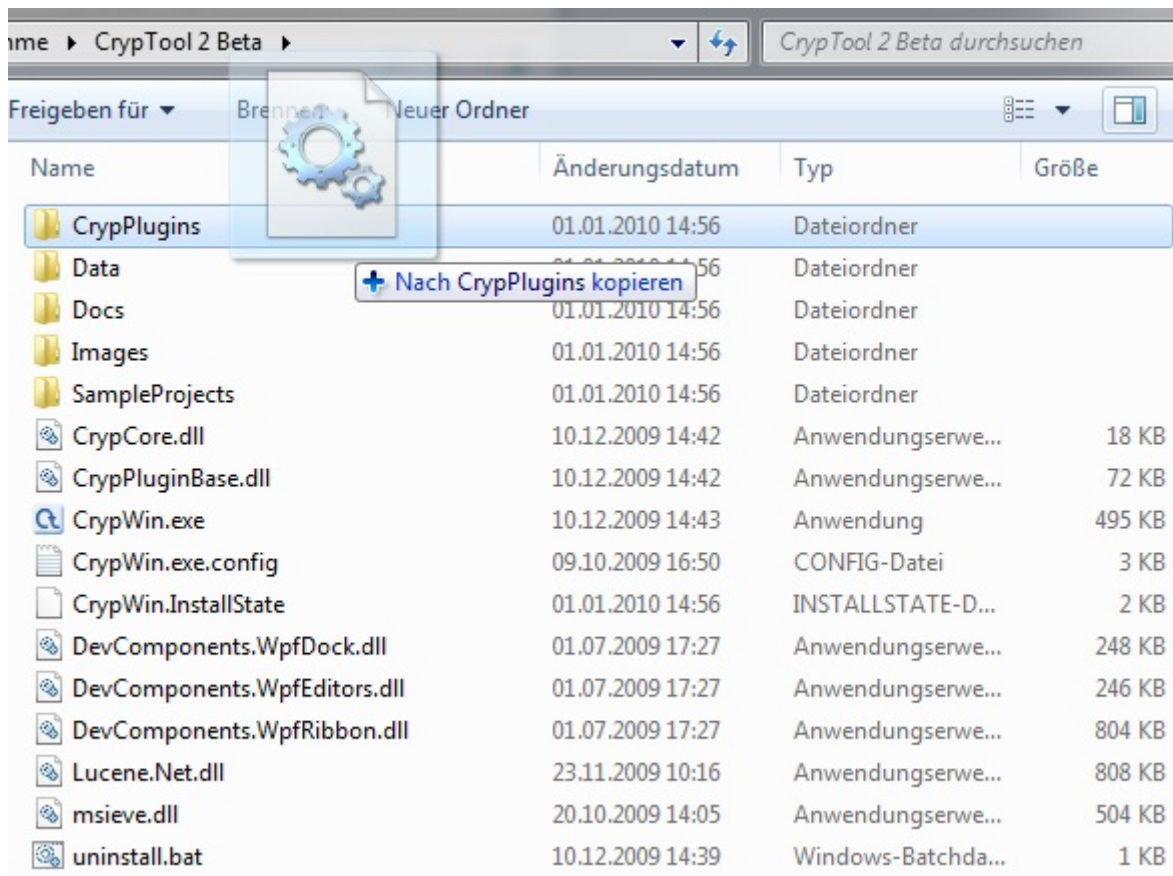 CrypTool 2 Beta CrypTool 2 Beta durchsuchen
Freigeben für Brennen Neuer Ordner
Name Änderungsdatum Typ Größe
CrypPlugins 01.01.2010 14:56 Dateiordner
Data 01.01.2010 14:56 Dateiordner
Nach CrypPlugins kopieren
Docs 01.01.2010 14:56 Dateiordner
Images 01.01.2010 14:56 Dateiordner
SampleProjects 01.01.2010 14:56 Dateiordner
CrypCore.dll 10.12.2009 14:42 Anwendungserwe... 18 KB
CrypPluginBase.dll 10.12.2009 14:42 Anwendungserwe... 72 KB
CrypWin.exe 10.12.2009 14:43 Anwendung 495 KB
CrypWin.exe.config 09.10.2009 16:50 CONFIG-Datei 3 KB
CrypWin.InstallState 01.01.2010 14:56 INSTALLSTATE-D... 2 KB
DevComponents.WpfDock.dll 01.07.2009 17:27 Anwendungserwe... 248 KB
DevComponents.WpfEditors.dll 01.07.2009 17:27 Anwendungserwe... 246 KB
DevComponents.WpfRibbon.dll 01.07.2009 17:27 Anwendungserwe... 804 KB
Lucene.Net.dll 23.11.2009 10:16 Anwendungserwe... 808 KB
msieve.dll 20.10.2009 14:05 Anwendungserwe... 504 KB
uninstall.bat 10.12.2009 14:39 Windows-Batchda... 1 KB